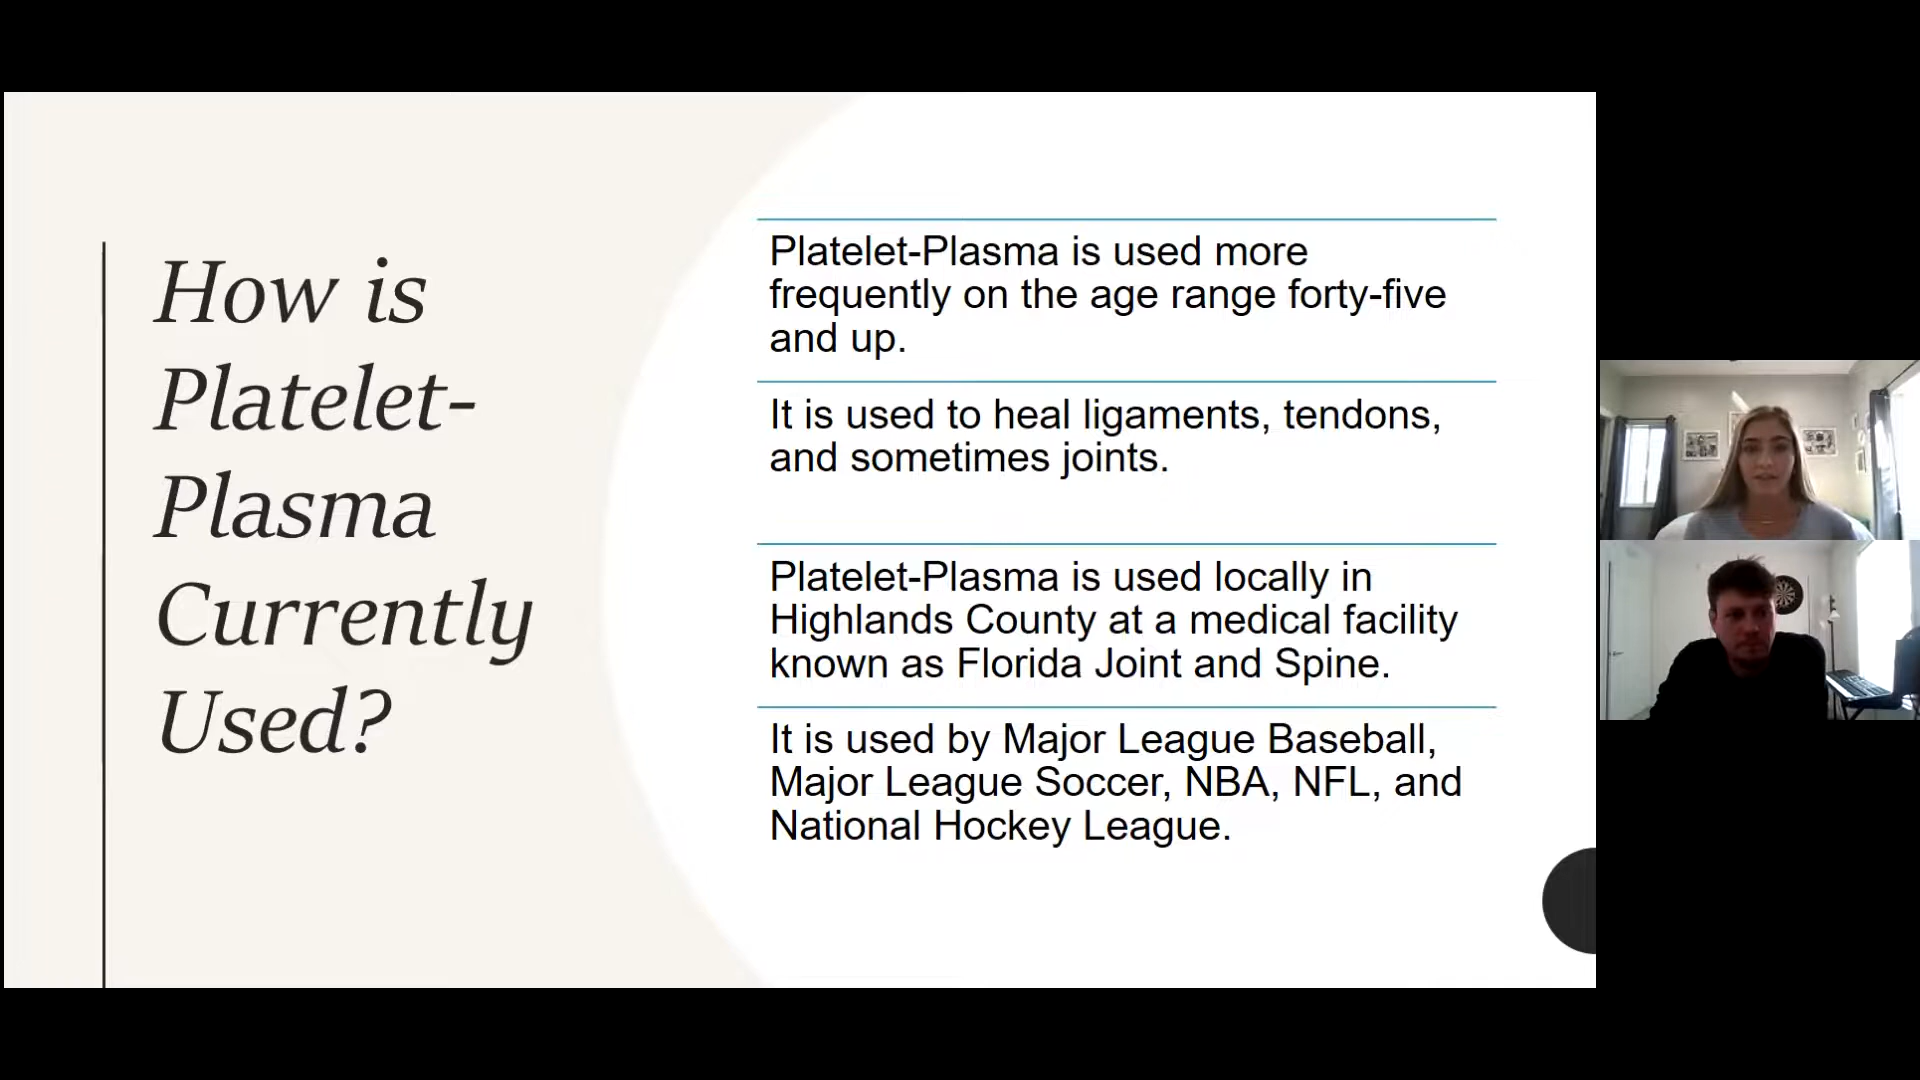 How is
Platelet-
Plasma
Currently
Used?
Platelet-Plasma is used more
frequently on the age range forty-five
and up.
It is used to heal ligaments, tendons,
and sometimes joints.
Platelet-Plasma is used locally in
Highlands County at a medical facility
known as Florida Joint and Spine.
It is used by Major League Baseball,
Major League Soccer, NBA, NFL, and
National Hockey League.